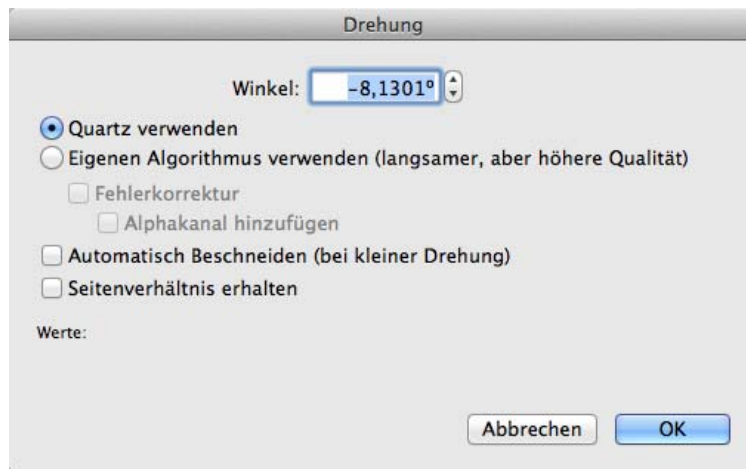 Drehung
Winkel: -8,1301°
Quartz verwenden
Eigenen Algorithmus verwenden (langsamer, aber höhere Qualität)
Fehlerkorrektur
Alphakanal hinzufügen
Automatisch Beschneiden (bei kleiner Drehung)
Seitenverhältnis erhalten
Werte:
Abbrechen OK